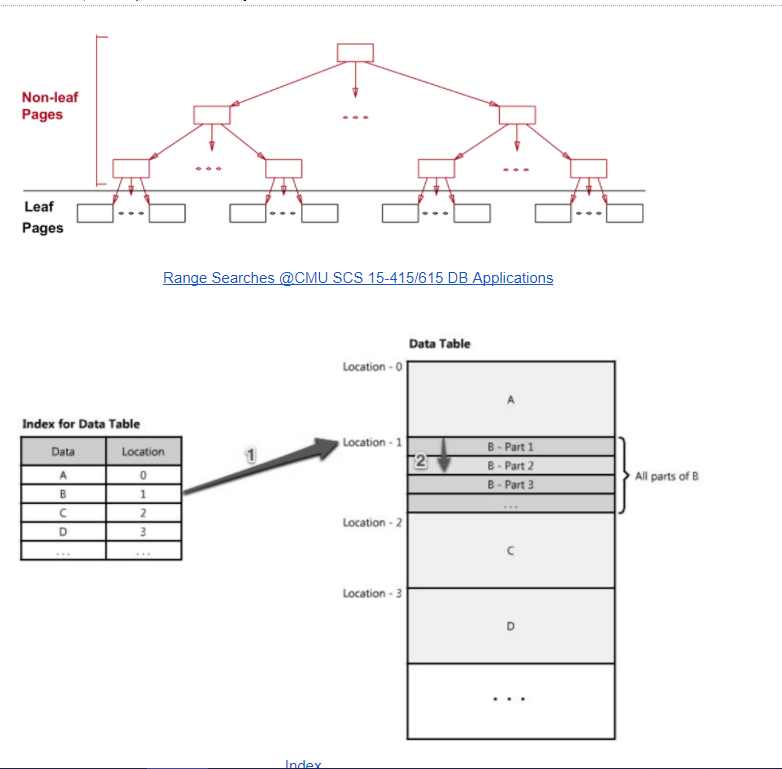 Non-leaf
Pages
Leaf
Pages
Range Searches @CMU SCS 15-415/615 DB Applications
Data Table
Location - 0
A
Index for Data Table
Data Location
A 0
B 1
C 2
D 3
... ...
1
Location - 1
2
B - Part 1
B - Part 2
B - Part 3
...
All parts of B
Location - 2
C
Location - 3
D
...
Index